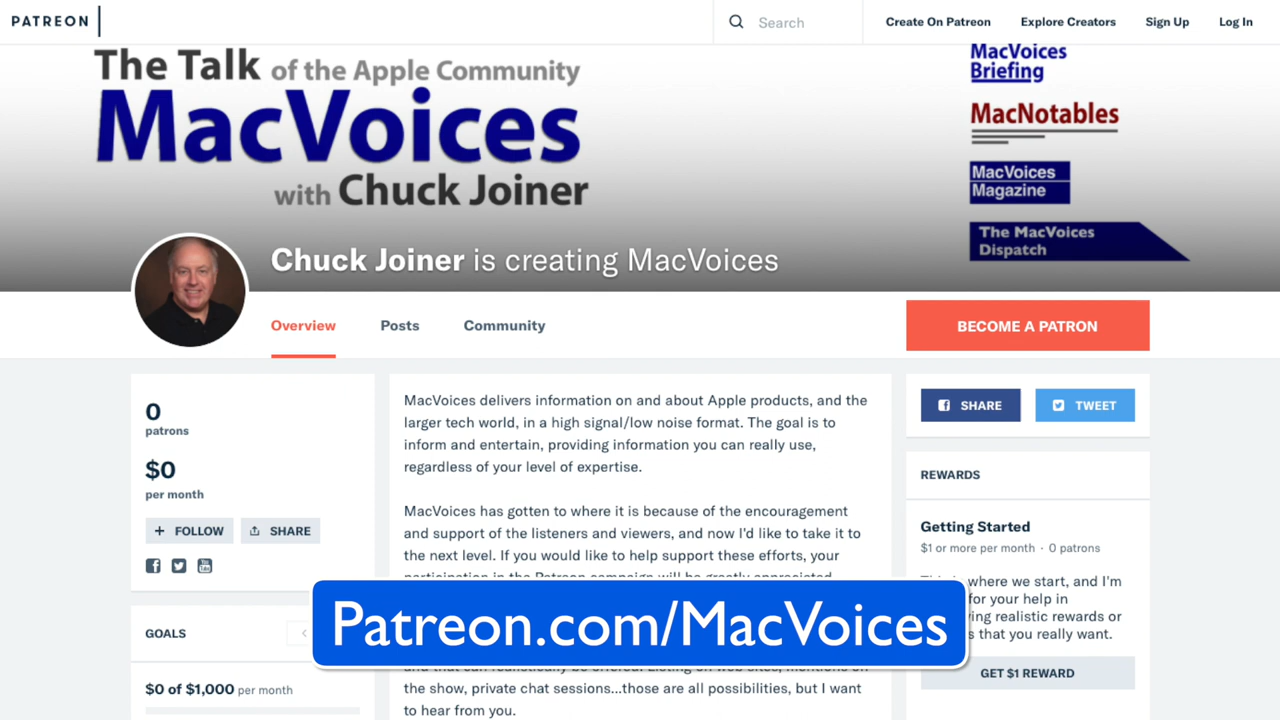 PATREON
Search
Create On Patreon
Explore Creators
Sign Up
Log In
The Talk of the Apple Community
MacVoices
with Chuck Joiner
MacVoices
Briefing
MacNotables
MacVoices
Magazine
The MacVoices
Dispatch
Chuck Joiner is creating MacVoices
Overview
Posts
Community
BECOME A PATRON
0
patrons
$0
per month
+ FOLLOW
SHARE
GOALS
$0 of $1,000 per month
MacVoices delivers information on and about Apple products, and the
larger tech world, in a high signal/low noise format. The goal is to
inform and entertain, providing information you can really use,
regardless of your level of expertise.
MacVoices has gotten to where it is because of the encouragement
and support of the listeners and viewers, and now I'd like to take it to
the next level. If you would like to help support these efforts, your
participation in the Patreon campaign will be greatly appreciated
Patreon.com/MacVoices
the show, private chat sessions...those are all possibilities, but I want
to hear from you.
SHARE
TWEET
REWARDS
Getting Started
$1 or more per month · 0 patrons
where we start, and I'm
for your help in
realistic rewards or
that you really want.
GET $1 REWARD